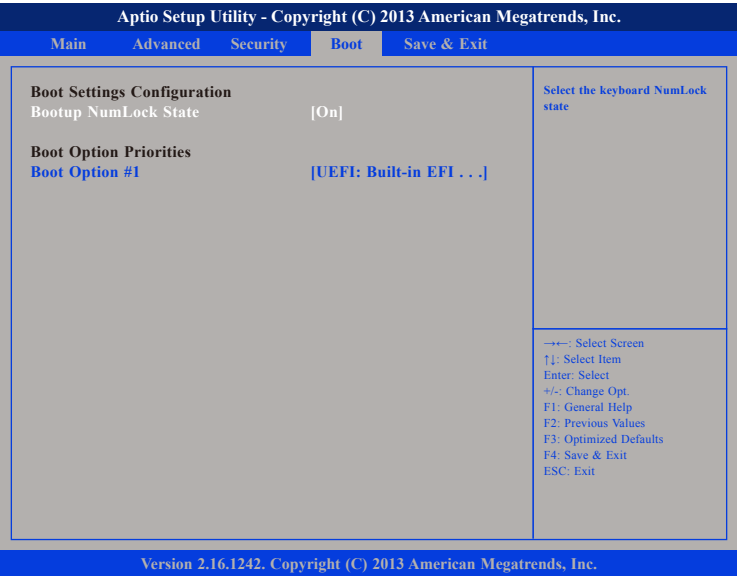 Aptio Setup Utility - Copyright (C) 2013 American Megatrends, Inc.
Main Advanced Security Boot Save & Exit
Boot Settings Configuration
Bootup NumLock State [On]
Boot Option Priorities
Boot Option #1 [UEFI: Built-in EFI . . .]
Select the keyboard NumLock
state
→←: Select Screen
↑↓: Select Item
Enter: Select
+/-: Change Opt.
F1: General Help
F2: Previous Values
F3: Optimized Defaults
F4: Save & Exit
ESC: Exit
Version 2.16.1242. Copyright (C) 2013 American Megatrends, Inc.